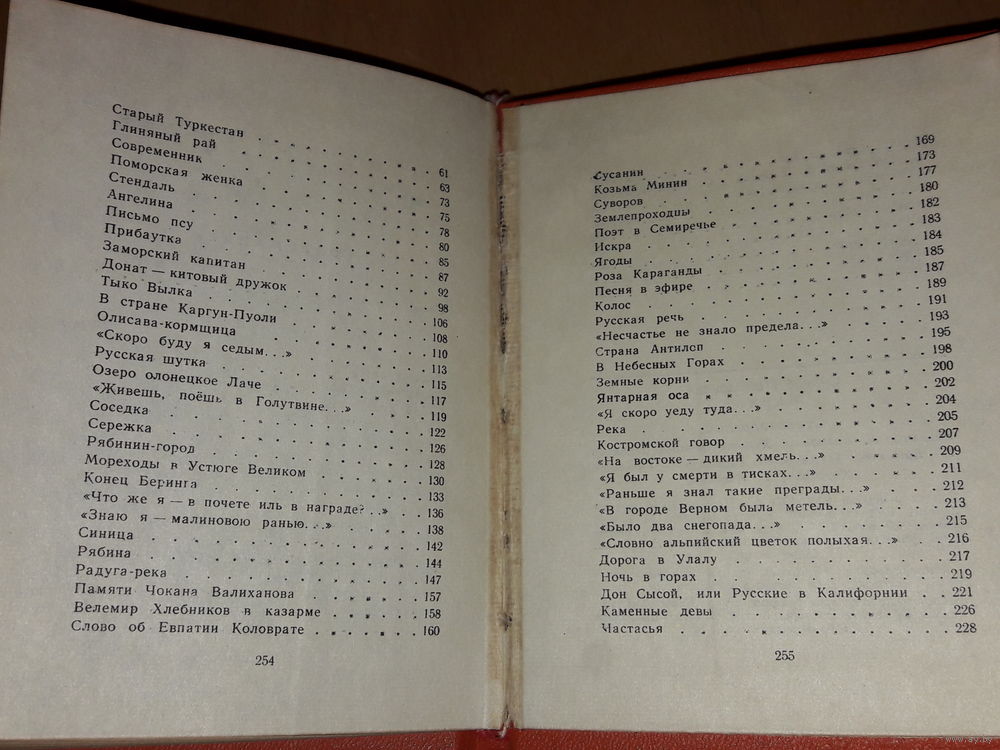 Старый Туркестан . . . . . . . . . . 61
Глиняный рай . . . . . . . . . . 63
Современник . . . . . . . . . . 73
Поморская женка . . . . . . . . . . 75
Стендаль . . . . . . . . . . 78
Ангелина . . . . . . . . . . 80
Письмо псу . . . . . . . . . . 85
Прибаутка . . . . . . . . . . 87
Заморский капитан . . . . . . . . . . 92
Донат — китовый дружок . . . . . . . . 98
Тыко Вылка . . . . . . . . . . 106
В стране Каргун-Пуоли . . . . . . . . 108
Олисава-кормщица . . . . . . . . . 110
«Скоро буду я седым. . .» . . . . . . . 113
Русская шутка . . . . . . . . . . 115
Озеро олонецкое Лаче . . . . . . . . 117
«Живешь, поёшь в Голутвине. . .» . . . . . 119
Соседка . . . . . . . . . . 122
Сережка . . . . . . . . . . 126
Рябинин-город . . . . . . . . . . 128
Мореходы в Устюге Великом . . . . . . 130
Конец Беринга . . . . . . . . . . 133
«Что же я — в почете иль в награде? . .» . . . 136
«Знаю я — малиновою ранью. . .» . . . . . 138
Синица . . . . . . . . . . 142
Рябина . . . . . . . . . . 144
Радуга-река . . . . . . . . . . 147
Памяти Чокана Валиханова . . . . . . 157
Велемир Хлебников в казарме . . . . . 158
Слово об Евпатии Коловрате . . . . . . 160
254
Сусанин . . . . . . . . . . 169
Козьма Минин . . . . . . . . . . 173
Суворов . . . . . . . . . . 177
Землепроходцы . . . . . . . . . . 180
Поэт в Семиречье . . . . . . . . . 182
Искра . . . . . . . . . . 183
Ягоды . . . . . . . . . . 184
Роза Караганды . . . . . . . . . . 185
Песня в эфире . . . . . . . . . . 187
Колос . . . . . . . . . . 189
Русская речь . . . . . . . . . . 191
«Несчастье не знало предела. . .» . . . . . 193
Страна Антилоп . . . . . . . . . . 195
В Небесных Горах . . . . . . . . . 198
Земные корни . . . . . . . . . . 200
Янтарная оса . . . . . . . . . . 202
«Я скоро уеду туда. . .» . . . . . . . 204
Река . . . . . . . . . . 205
Костромской говор . . . . . . . . . 207
«На востоке — дикий хмель. . .» . . . . . 209
«Я был у смерти в тисках. . .» . . . . . 211
«Раньше я знал такие преграды. . .» . . . . 212
«В городе Верном была метель. . .» . . . . 213
«Было два снегопада. . .» . . . . . . . 215
«Словно альпийский цветок полыхая. . .» . . . 216
Дорога в Улалу . . . . . . . . . . 217
Ночь в горах . . . . . . . . . . 219
Дон Сысой, или Русские в Калифорнии . . 221
Каменные девы . . . . . . . . . . 226
Частасья . . . . . . . . . . 228
255
www.ay.by